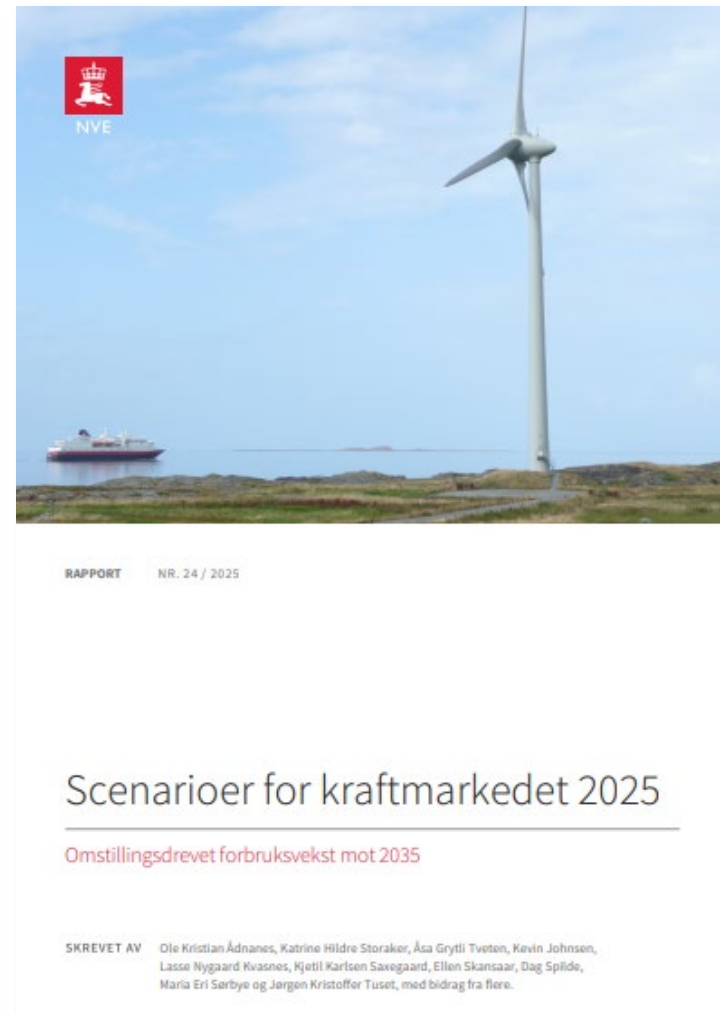 NVE
RAPPORT NR. 24 / 2025
Scenarioer for kraftmarkedet 2025
Omstillingsdrevet forbruksvekst mot 2035
SKREVET AV Ole Kristian Ådnanes, Katrine Hildre Storaker, Åsa Grytli Tveten, Kevin Johnsen,
Lasse Nygaard Kvasnes, Kjetil Karlsen Saxegaard, Ellen Skansaar, Dag Spilde,
Maria Eri Sørbye og Jørgen Kristoffer Tuset, med bidrag fra flere.